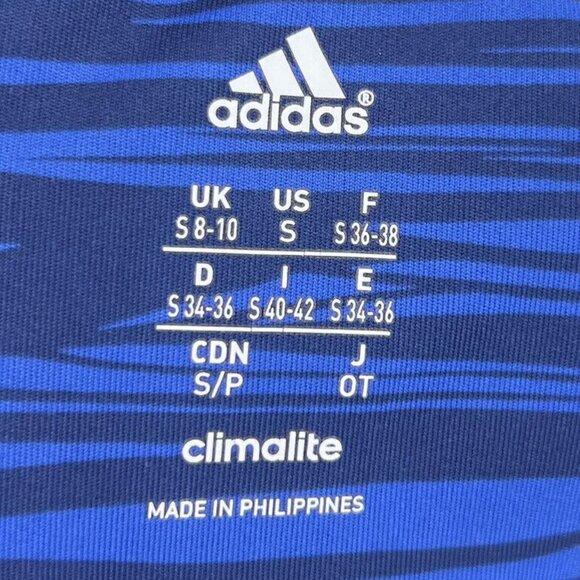 adidas®
UK US F
S 8-10 S S 36-38
D I E
S 34-36 S 40-42 S 34-36
CDN J
S/P OT
climalite
MADE IN PHILIPPINES